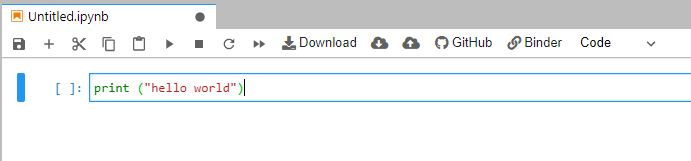 Untitled.ipynb
Download GitHub Binder Code
[ ]: print ("hello world")